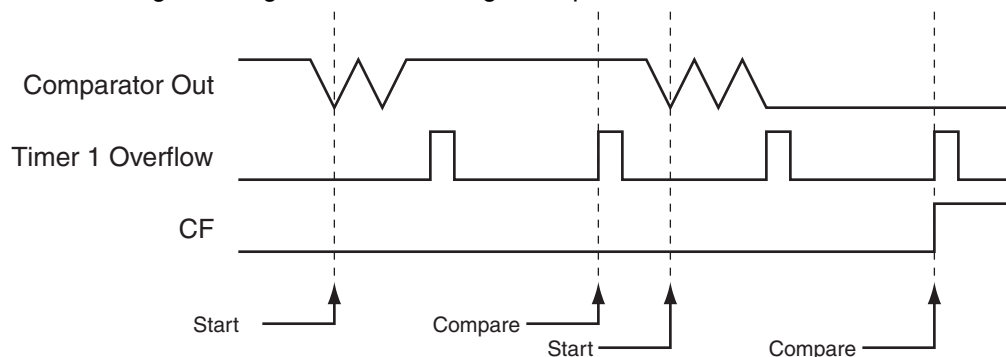 Comparator Out
Timer 1 Overflow
CF
Start
Compare
Start
Compare